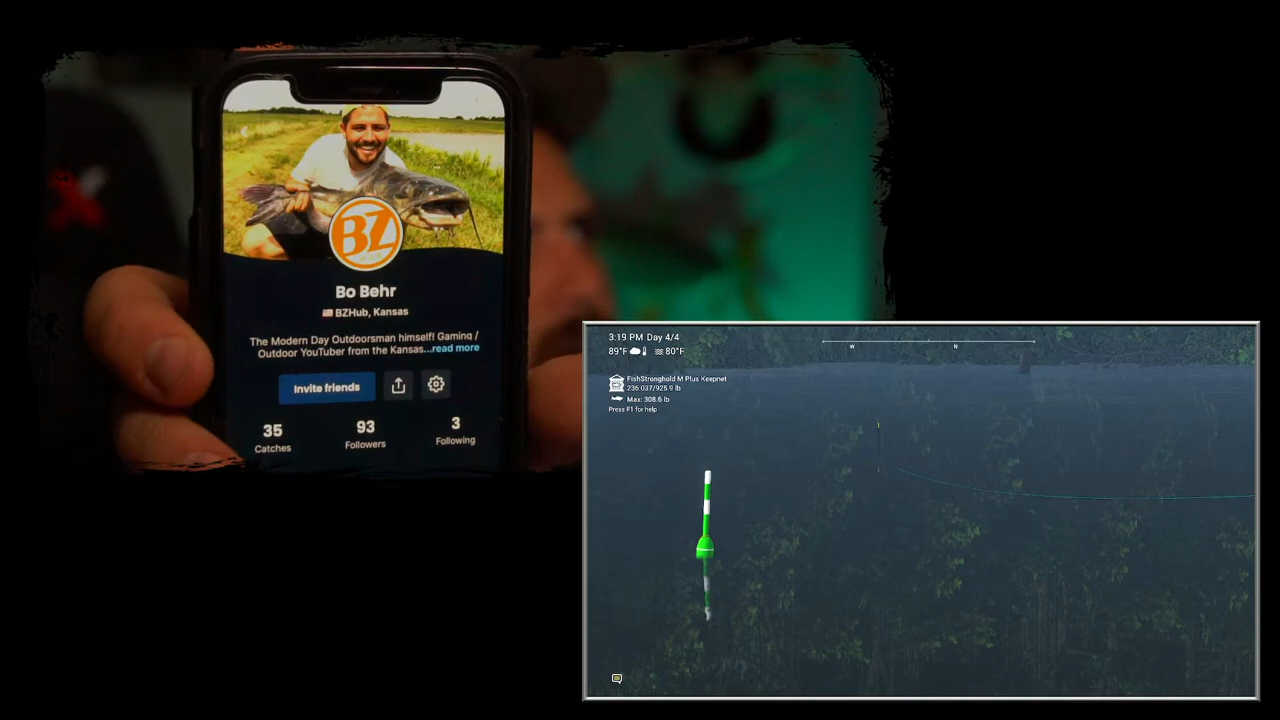 BZ
Bo Behr
BZHub, Kansas
The Modern Day Outdoorsman himself! Gaming /
Outdoor YouTuber from the Kansas...read more
Invite friends
35
Catches
93
Followers
3
Following
3:19 PM Day 4/4
89°F 80°F
W N
FishStronghold M Plus Keepnet
236.037/925.9 lb
Max: 308.6 lb
Press F1 for help